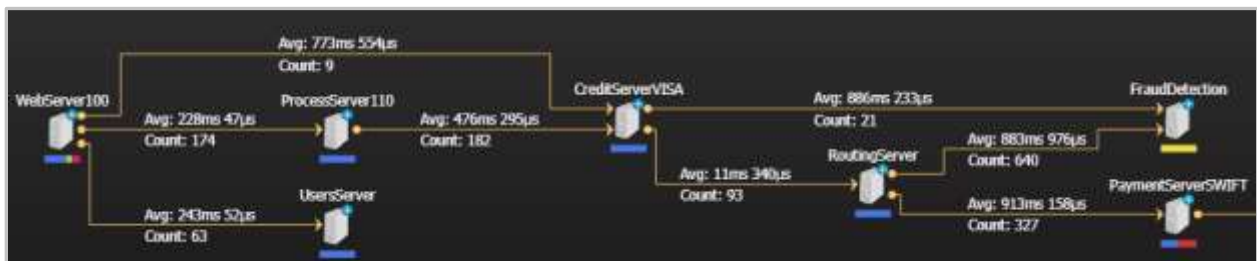 Avg: 773ms 554µs
Count: 9
WebServer100
ProcessServer110
CreditServerVISA
FraudDetection
Avg: 228ms 47µs
Count: 174
Avg: 476ms 295µs
Count: 182
Avg: 886ms 233µs
Count: 21
Avg: 883ms 976µs
Count: 640
RoutingServer
Avg: 11ms 340µs
Count: 93
UsersServer
PaymentServerSWIFT
Avg: 243ms 52µs
Count: 63
Avg: 913ms 158µs
Count: 327